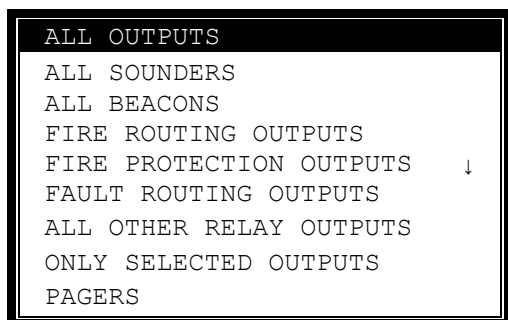 ALL OUTPUTS
ALL SOUNDERS
ALL BEACONS
FIRE ROUTING OUTPUTS
FIRE PROTECTION OUTPUTS ↓
FAULT ROUTING OUTPUTS
ALL OTHER RELAY OUTPUTS
ONLY SELECTED OUTPUTS
PAGERS